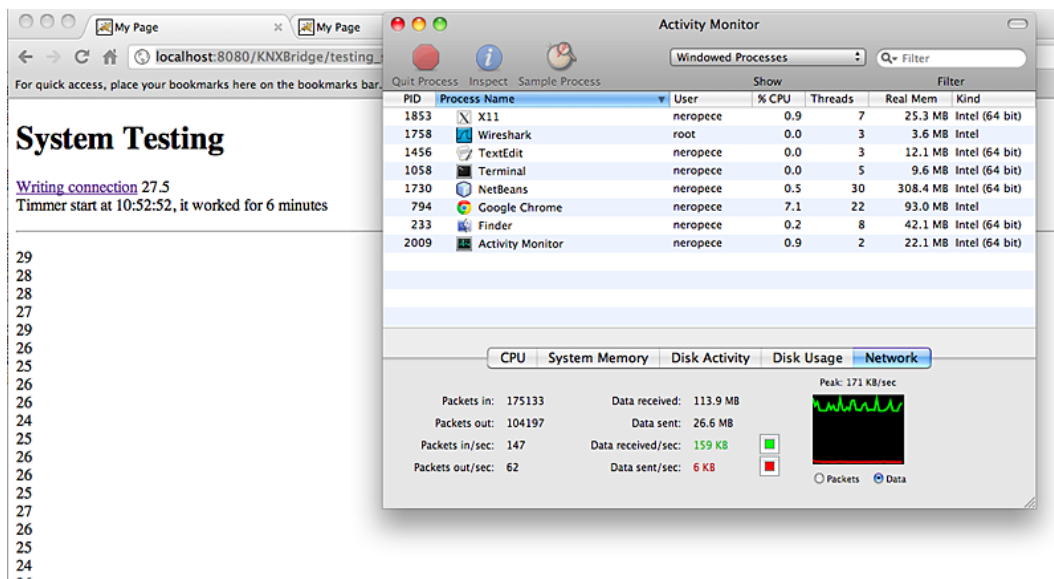 My Page
My Page
localhost:8080/KNXBridge/testing_
For quick access, place your bookmarks here on the bookmarks bar.
System Testing
Writing connection 27.5
Timmer start at 10:52:52, it worked for 6 minutes
29
28
28
27
29
26
25
26
26
24
25
26
26
25
27
26
25
24
Activity Monitor
Windowed Processes
Filter
Quit Process Inspect Sample Process Show Filter
PID Process Name User % CPU Threads Real Mem Kind
1853 X11 neropece 0.9 7 25.3 MB Intel (64 bit)
1758 Wireshark root 0.0 3 3.6 MB Intel
1456 TextEdit neropece 0.0 3 12.1 MB Intel (64 bit)
1058 Terminal neropece 0.0 5 9.6 MB Intel (64 bit)
1730 NetBeans neropece 0.5 30 308.4 MB Intel (64 bit)
794 Google Chrome neropece 7.1 22 93.0 MB Intel
233 Finder neropece 0.2 8 42.1 MB Intel (64 bit)
2009 Activity Monitor neropece 0.9 2 22.1 MB Intel (64 bit)
CPU System Memory Disk Activity Disk Usage Network
Peak: 171 KB/sec
Packets in: 175133 Data received: 113.9 MB
Packets out: 104197 Data sent: 26.6 MB
Packets in/sec: 147 Data received/sec: 159 KB
Packets out/sec: 62 Data sent/sec: 6 KB
Packets Data